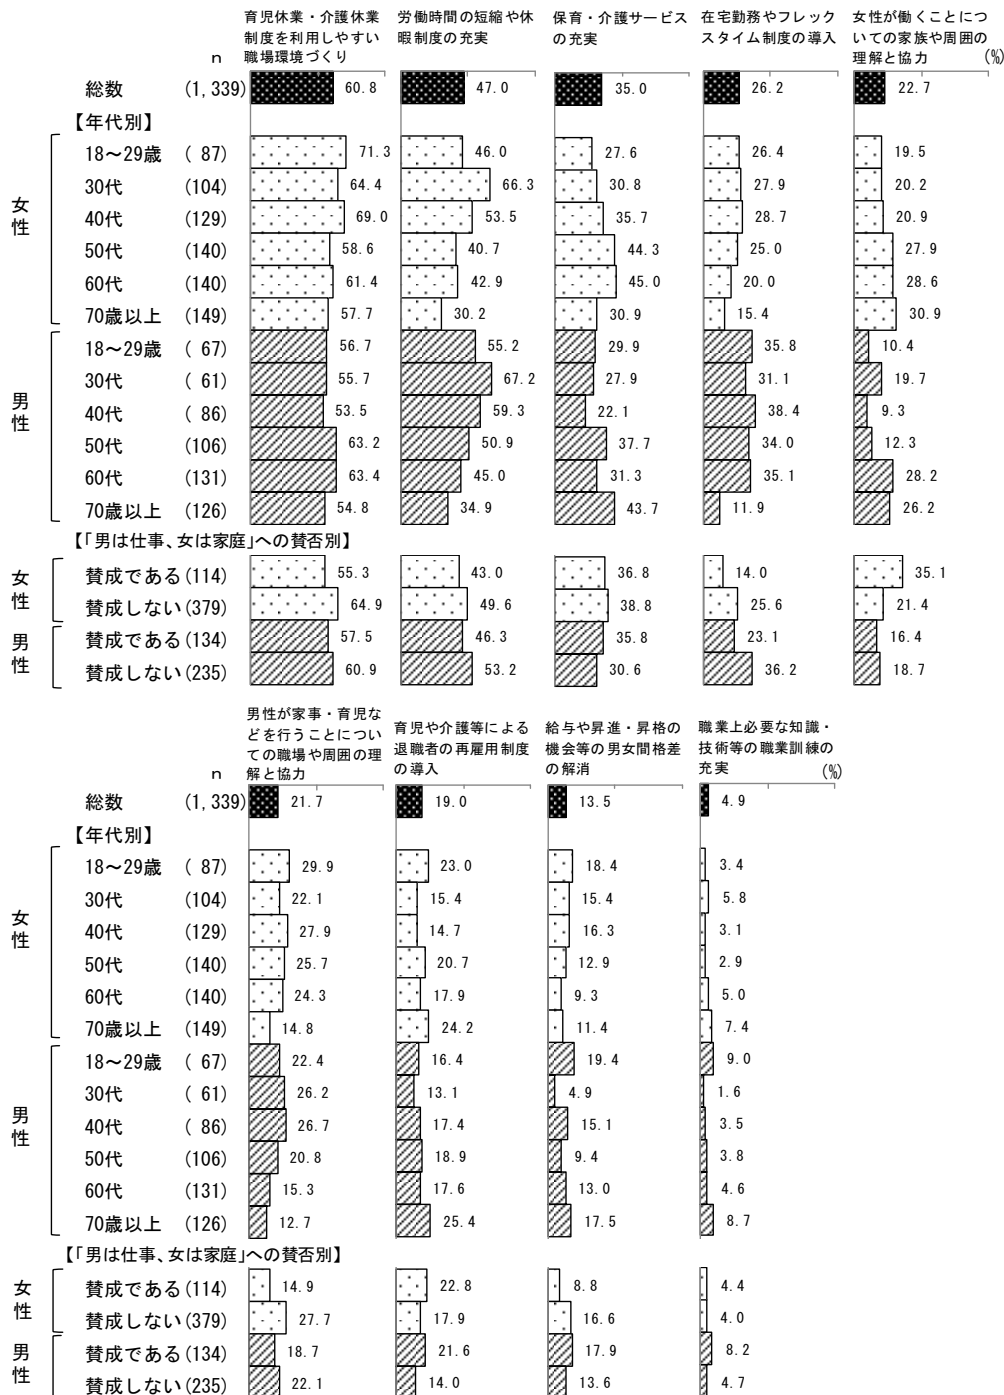 育児休業・介護休業
制度を利用しやすい
職場環境づくり
労働時間の短縮や休
暇制度の充実
保育・介護サービス
の充実
在宅勤務やフレック
スタイム制度の導入
女性が働くことにつ
いての家族や周囲の
理解と協力
n
(%)
総数 (1,339) 60.8 47.0 35.0 26.2 22.7
【年代別】
女性
18～29歳 ( 87) 71.3 46.0 27.6 26.4 19.5
30代 (104) 64.4 66.3 30.8 27.9 20.2
40代 (129) 69.0 53.5 35.7 28.7 20.9
50代 (140) 58.6 40.7 44.3 25.0 27.9
60代 (140) 61.4 42.9 45.0 20.0 28.6
70歳以上 (149) 57.7 30.2 30.9 15.4 30.9
男性
18～29歳 ( 67) 56.7 55.2 29.9 35.8 10.4
30代 ( 61) 55.7 67.2 27.9 31.1 19.7
40代 ( 86) 53.5 59.3 22.1 38.4 9.3
50代 (106) 63.2 50.9 37.7 34.0 12.3
60代 (131) 63.4 45.0 31.3 35.1 28.2
70歳以上 (126) 54.8 34.9 43.7 11.9 26.2
【「男は仕事、女は家庭」への賛否別】
女性
賛成である(114) 55.3 43.0 36.8 14.0 35.1
賛成しない(379) 64.9 49.6 38.8 25.6 21.4
男性
賛成である(134) 57.5 46.3 35.8 23.1 16.4
賛成しない(235) 60.9 53.2 30.6 36.2 18.7
男性が家事・育児な
どを行うことについ
ての職場や周囲の理
解と協力
育児や介護等による
退職者の再雇用制度
の導入
給与や昇進・昇格の
機会等の男女間格差
の解消
職業上必要な知識・
技術等の職業訓練の
充実
n
(%)
総数 (1,339) 21.7 19.0 13.5 4.9
【年代別】
女性
18～29歳 ( 87) 29.9 23.0 18.4 3.4
30代 (104) 22.1 15.4 15.4 5.8
40代 (129) 27.9 14.7 16.3 3.1
50代 (140) 25.7 20.7 12.9 2.9
60代 (140) 24.3 17.9 9.3 5.0
70歳以上 (149) 14.8 24.2 11.4 7.4
男性
18～29歳 ( 67) 22.4 16.4 19.4 9.0
30代 ( 61) 26.2 13.1 4.9 1.6
40代 ( 86) 26.7 17.4 15.1 3.5
50代 (106) 20.8 18.9 9.4 3.8
60代 (131) 15.3 17.6 13.0 4.6
70歳以上 (126) 12.7 25.4 17.5 8.7
【「男は仕事、女は家庭」への賛否別】
女性
賛成である(114) 14.9 22.8 8.8 4.4
賛成しない(379) 27.7 17.9 16.6 4.0
男性
賛成である(134) 18.7 21.6 17.9 8.2
賛成しない(235) 22.1 14.0 13.6 4.7